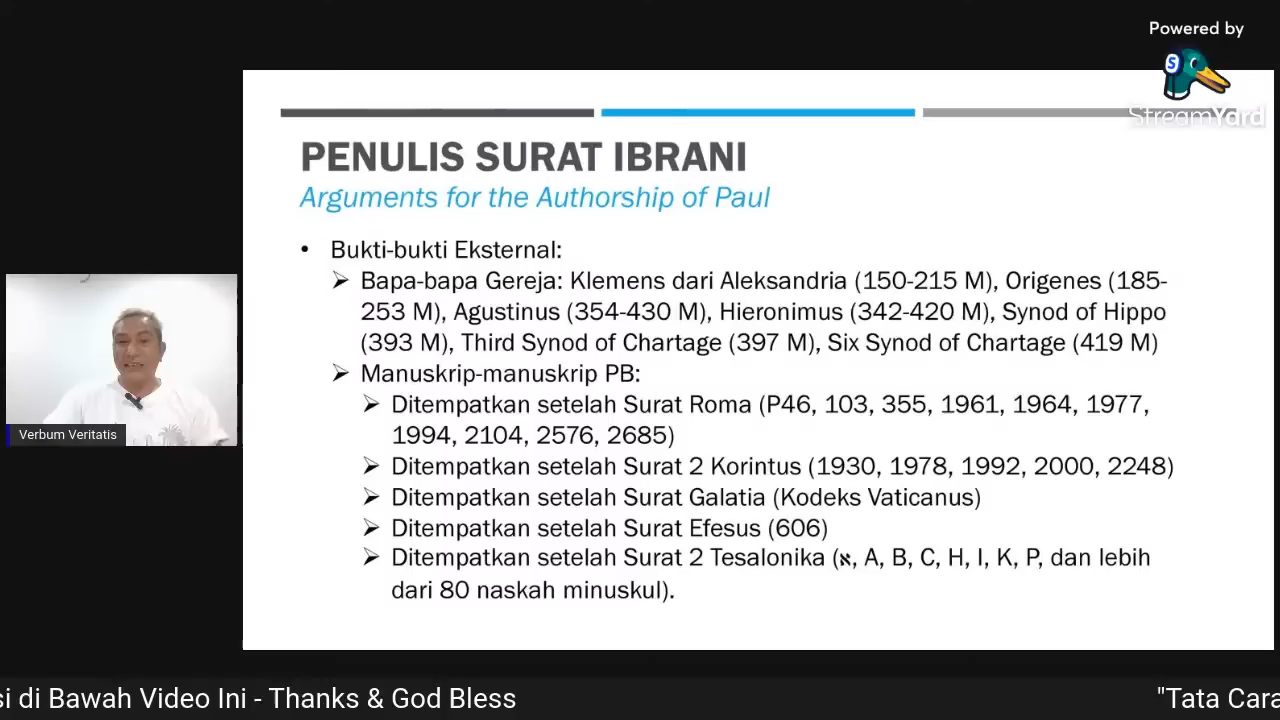 Powered by
StreamYard
PENULIS SURAT IBRANI
Arguments for the Authorship of Paul
• Bukti-bukti Eksternal:
➢ Bapa-bapa Gereja: Klemens dari Aleksandria (150-215 M), Origenes (185-
253 M), Agustinus (354-430 M), Hieronimus (342-420 M), Synod of Hippo
(393 M), Third Synod of Chartage (397 M), Six Synod of Chartage (419 M)
➢ Manuskrip-manuskrip PB:
➢ Ditempatkan setelah Surat Roma (P46, 103, 355, 1961, 1964, 1977,
1994, 2104, 2576, 2685)
➢ Ditempatkan setelah Surat 2 Korintus (1930, 1978, 1992, 2000, 2248)
➢ Ditempatkan setelah Surat Galatia (Kodeks Vaticanus)
➢ Ditempatkan setelah Surat Efesus (606)
➢ Ditempatkan setelah Surat 2 Tesalonika (א, A, B, C, H, I, K, P, dan lebih
dari 80 naskah minuskul).
Verbum Veritatis
si di Bawah Video Ini - Thanks & God Bless
"Tata Cara